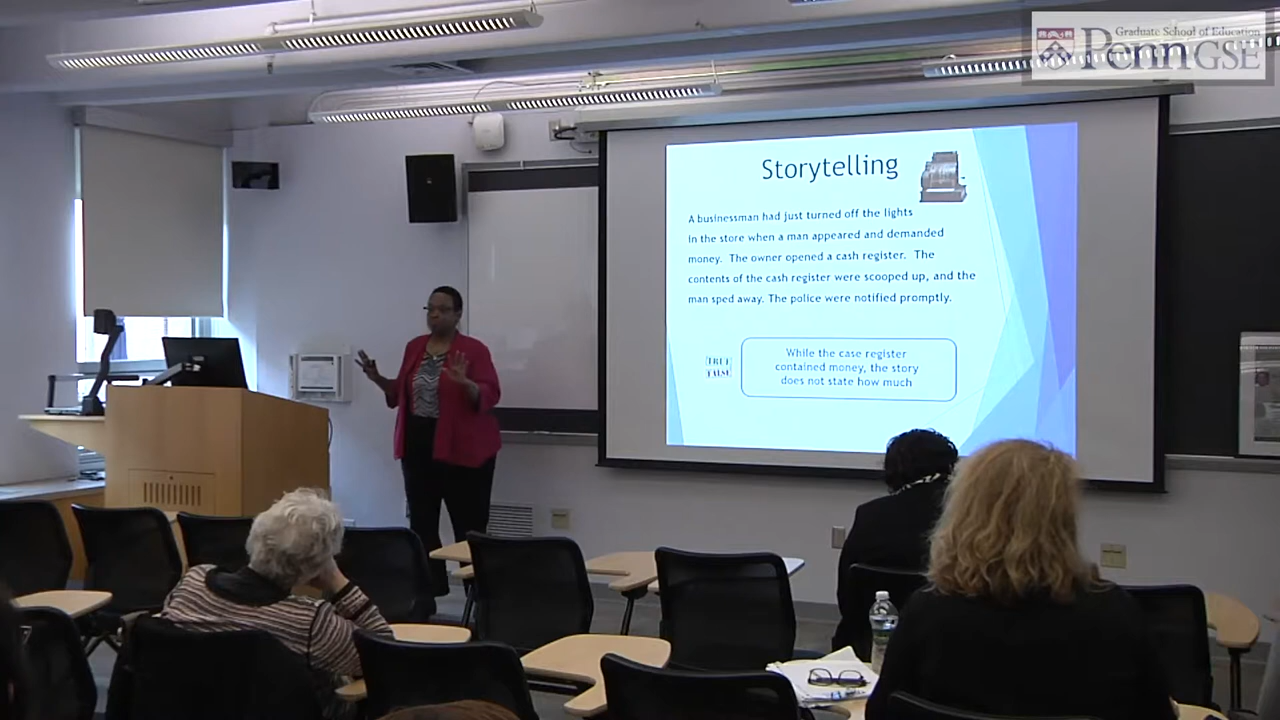 Graduate School of Education
PennGSE
Storytelling
A businessman had just turned off the lights
in the store when a man appeared and demanded
money. The owner opened a cash register. The
contents of the cash register were scooped up, and the
man sped away. The police were notified promptly.
TRUE
FALSE
While the case register
contained money, the story
does not state how much